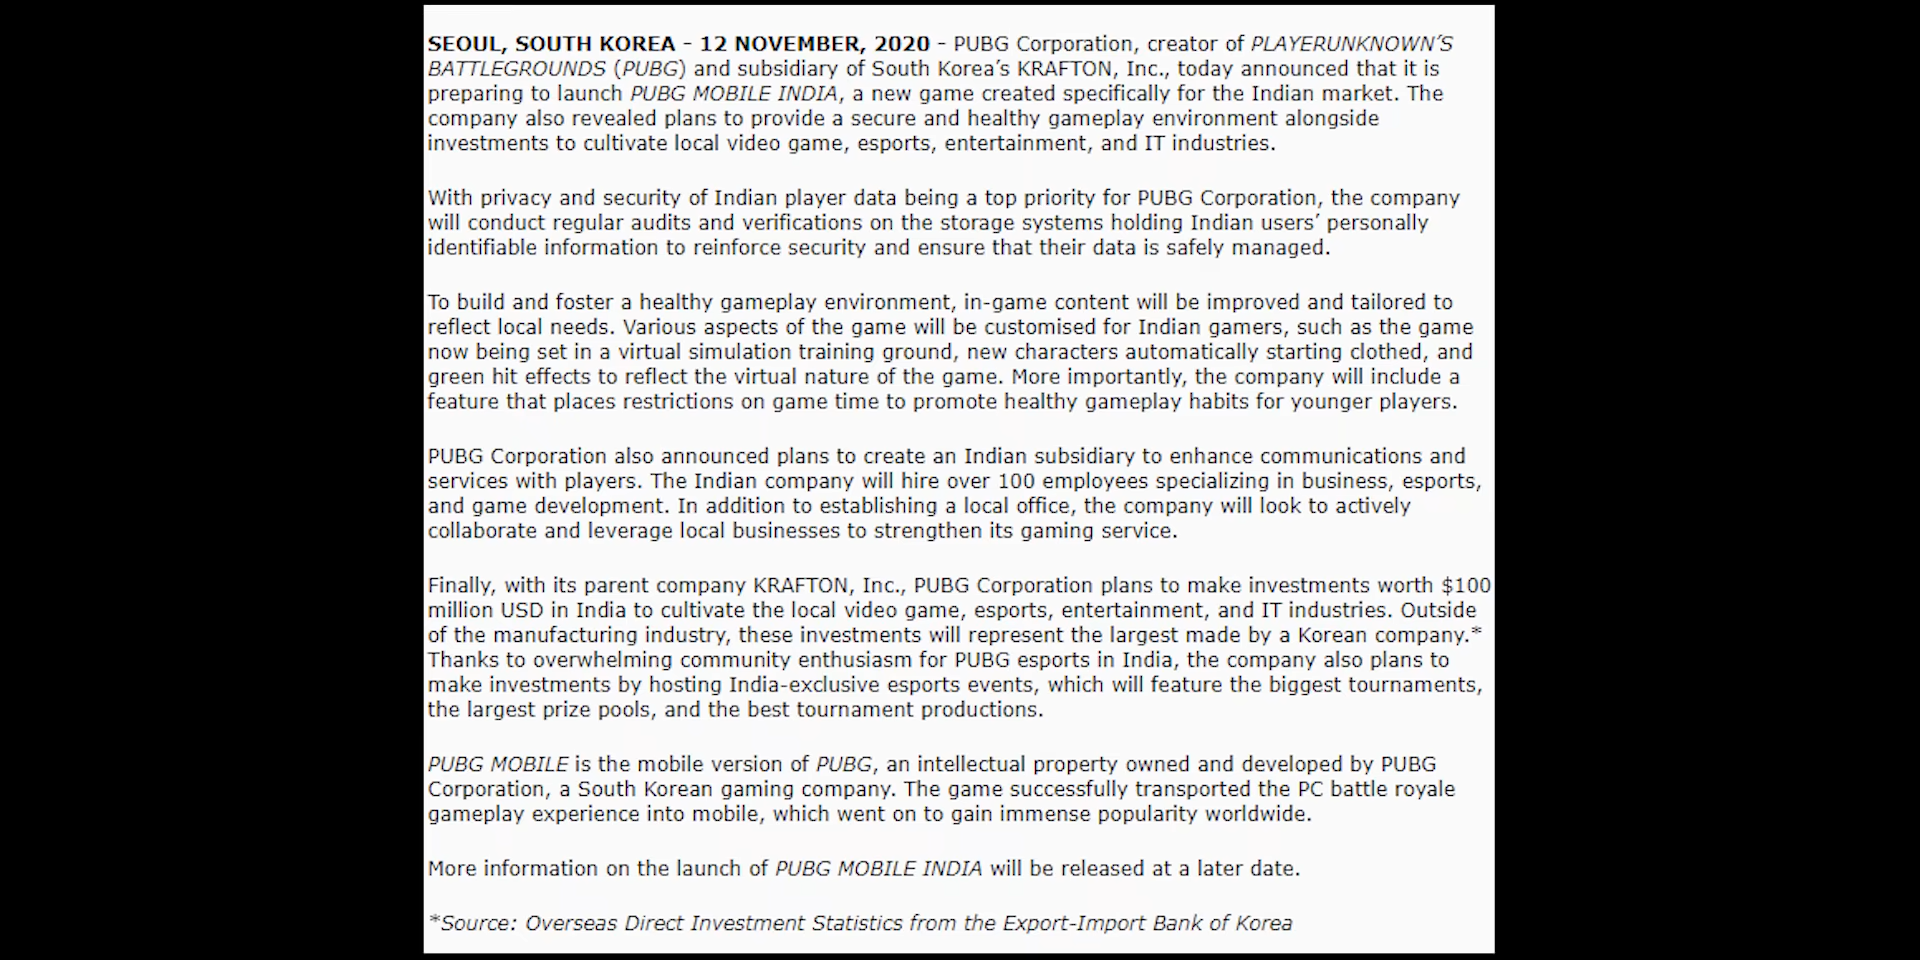 SEOUL, SOUTH KOREA - 12 NOVEMBER, 2020 - PUBG Corporation, creator of PLAYERUNKNOWN’S
BATTLEGROUNDS (PUBG) and subsidiary of South Korea’s KRAFTON, Inc., today announced that it is
preparing to launch PUBG MOBILE INDIA, a new game created specifically for the Indian market. The
company also revealed plans to provide a secure and healthy gameplay environment alongside
investments to cultivate local video game, esports, entertainment, and IT industries.
With privacy and security of Indian player data being a top priority for PUBG Corporation, the company
will conduct regular audits and verifications on the storage systems holding Indian users’ personally
identifiable information to reinforce security and ensure that their data is safely managed.
To build and foster a healthy gameplay environment, in-game content will be improved and tailored to
reflect local needs. Various aspects of the game will be customised for Indian gamers, such as the game
now being set in a virtual simulation training ground, new characters automatically starting clothed, and
green hit effects to reflect the virtual nature of the game. More importantly, the company will include a
feature that places restrictions on game time to promote healthy gameplay habits for younger players.
PUBG Corporation also announced plans to create an Indian subsidiary to enhance communications and
services with players. The Indian company will hire over 100 employees specializing in business, esports,
and game development. In addition to establishing a local office, the company will look to actively
collaborate and leverage local businesses to strengthen its gaming service.
Finally, with its parent company KRAFTON, Inc., PUBG Corporation plans to make investments worth $100
million USD in India to cultivate the local video game, esports, entertainment, and IT industries. Outside
of the manufacturing industry, these investments will represent the largest made by a Korean company.*
Thanks to overwhelming community enthusiasm for PUBG esports in India, the company also plans to
make investments by hosting India-exclusive esports events, which will feature the biggest tournaments,
the largest prize pools, and the best tournament productions.
PUBG MOBILE is the mobile version of PUBG, an intellectual property owned and developed by PUBG
Corporation, a South Korean gaming company. The game successfully transported the PC battle royale
gameplay experience into mobile, which went on to gain immense popularity worldwide.
More information on the launch of PUBG MOBILE INDIA will be released at a later date.
*Source: Overseas Direct Investment Statistics from the Export-Import Bank of Korea